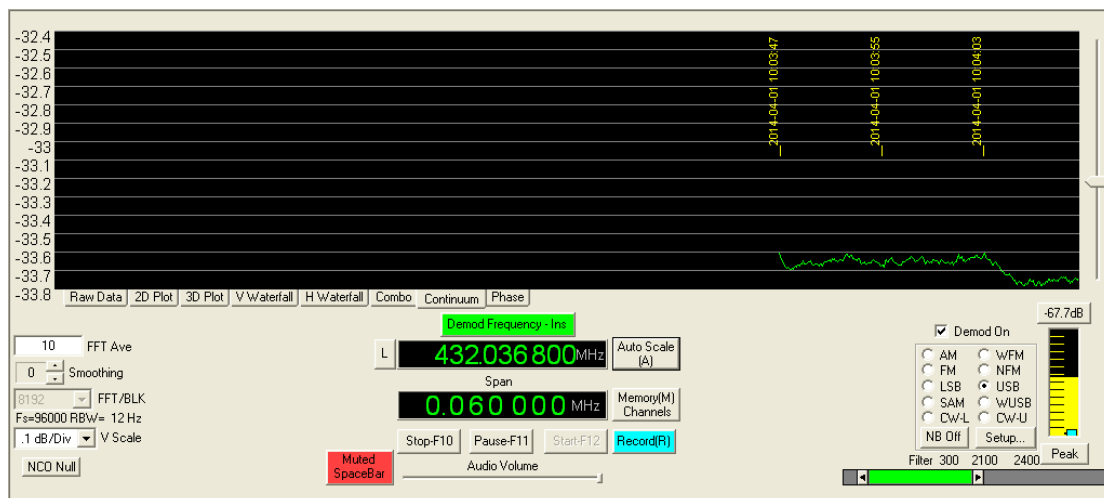 -32.4
-32.5
-32.6
-32.7
-32.8
-32.9
-33
-33.1
-33.2
-33.3
-33.4
-33.5
-33.6
-33.7
-33.8
2014-04-01 10:03:47
2014-04-01 10:03:55
2014-04-01 10:04:03
Raw Data 2D Plot 3D Plot V Waterfall H Waterfall Combo Continuum Phase
Demod Frequency - Ins
10 FFT Ave
0 Smoothing
8192 FFT/BLK
Fs=96000 RBW= 12 Hz
.1 dB/Div V Scale
NCO Null
L 432.036 800 MHz
Auto Scale
(A)
Span
0.060 000 MHz
Memory(M)
Channels
Stop-F10 Pause-F11 Start-F12 Record(R)
Muted
SpaceBar
Audio Volume
-67.7dB
Demod On
AM WFM
FM NFM
LSB USB
SAM WUSB
CW-L CW-U
NB Off Setup...
Peak
Filter 300 2100 2400